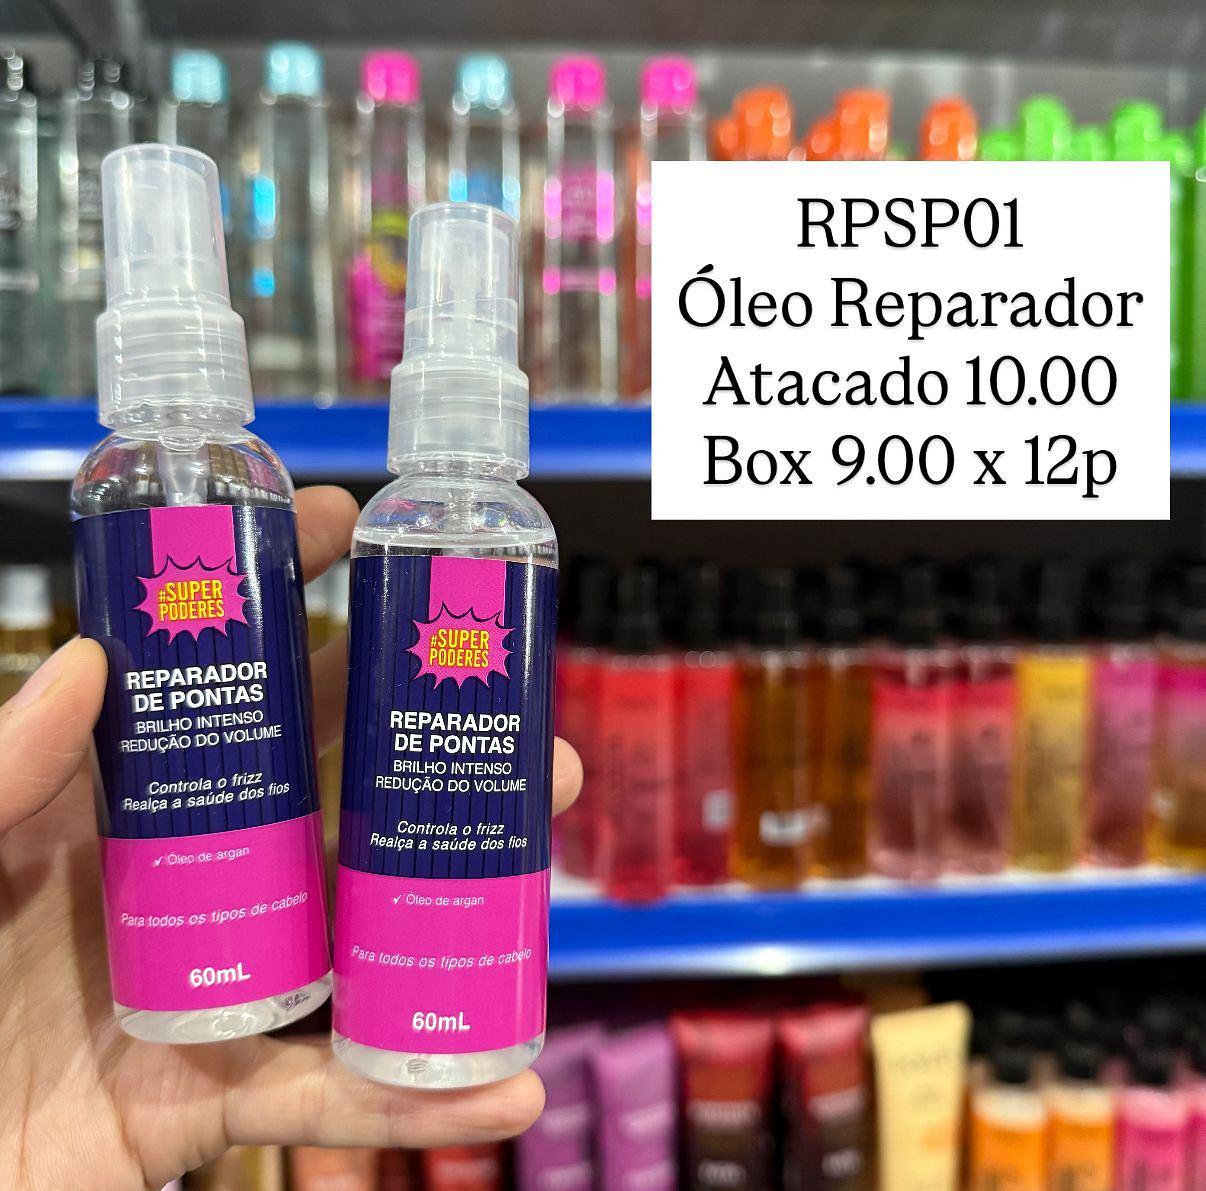 RPSP01
Óleo Reparador
Atacado 10.00
Box 9.00 x 12p
#SUPER
PODERES
REPARADOR
DE PONTAS
BRILHO INTENSO
REDUÇÃO DO VOLUME
Controla o frizz
Realça a saúde dos fios
✓ Óleo de argan
Para todos os tipos de cabelo
60mL
#SUPER
PODERES
REPARADOR
DE PONTAS
BRILHO INTENSO
REDUÇÃO DO VOLUME
Controla o frizz
Realça a saúde dos fios
✓ Óleo de argan
Para todos os tipos de cabelo
60mL